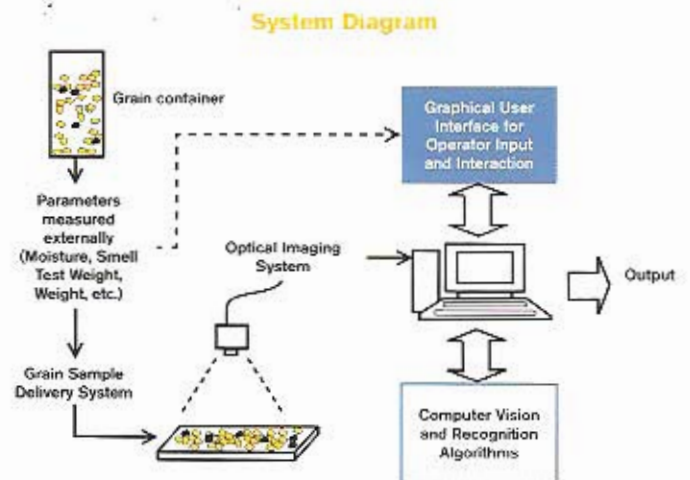 System Diagram
Grain container
Parameters
measured
externally
(Moisture, Smell
Test Weight,
Weight, etc.)
Grain Sample
Delivery System
Optical Imaging
System
Graphical User
Interface for
Operator Input
and Interaction
Output
Computer Vision
and Recognition
Algorithms